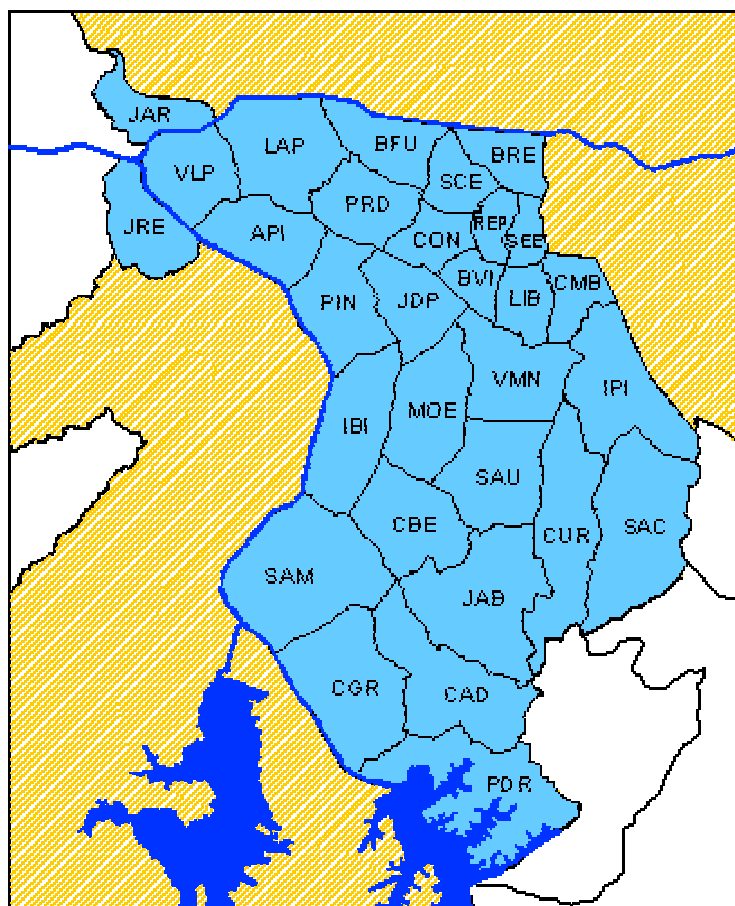 JAR
LAP
BFU
BRE
VLP
SCE
PRD
JRE
API
CON
REP
SEE
PIN
JDP
BVI
LIB
CMB
VMN
IPI
IBI
MOE
SAU
CBE
CUR
SAC
SAM
JAB
CGR
CAD
PDR